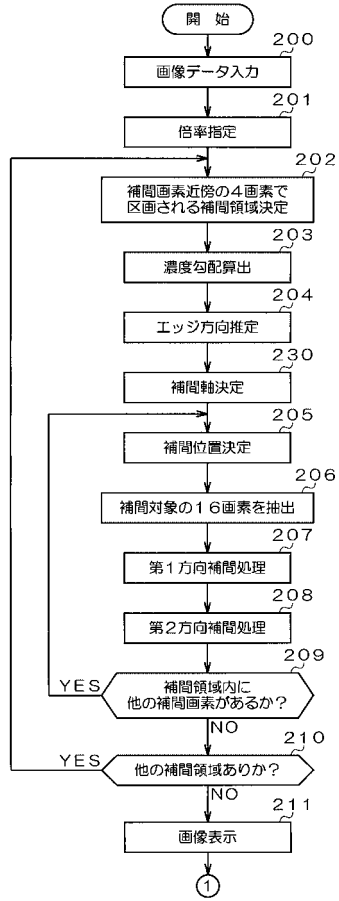 開　始
200
画像データ入力
201
倍率指定
202
補間画素近傍の４画素で
区画される補間領域決定
203
濃度勾配算出
204
エッジ方向推定
230
補間軸決定
205
補間位置決定
206
補間対象の１６画素を抽出
207
第１方向補間処理
208
第２方向補間処理
209
YES
補間領域内に
他の補間画素があるか？
NO
210
YES
他の補間領域ありか？
NO
211
画像表示
1